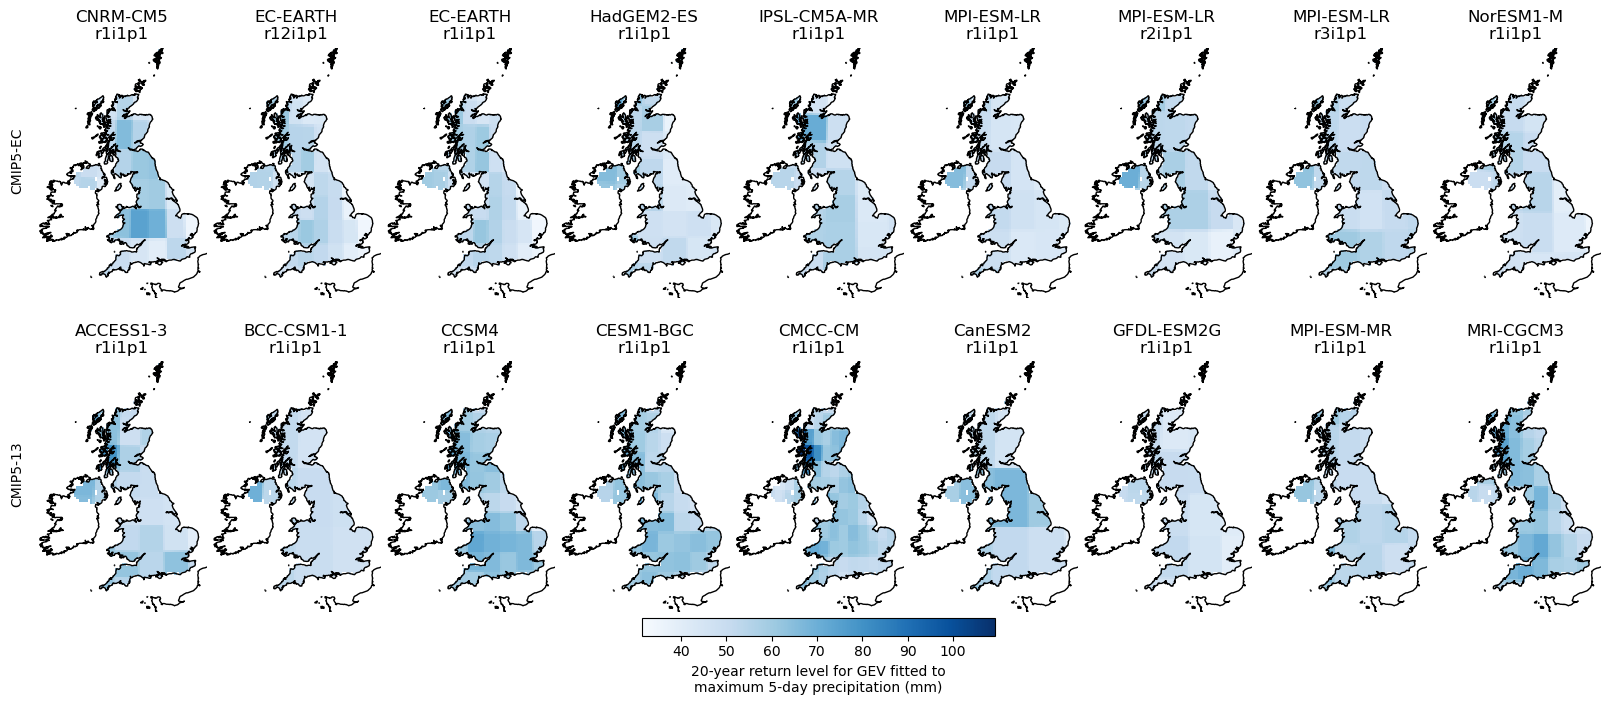 CNRM-CM5
r1i1p1
EC-EARTH
r12i1p1
EC-EARTH
r1i1p1
HadGEM2-ES
r1i1p1
IPSL-CM5A-MR
r1i1p1
MPI-ESM-LR
r1i1p1
MPI-ESM-LR
r2i1p1
MPI-ESM-LR
r3i1p1
NorESM1-M
r1i1p1
CMIP5-EC
ACCESS1-3
r1i1p1
BCC-CSM1-1
r1i1p1
CCSM4
r1i1p1
CESM1-BGC
r1i1p1
CMCC-CM
r1i1p1
CanESM2
r1i1p1
GFDL-ESM2G
r1i1p1
MPI-ESM-MR
r1i1p1
MRI-CGCM3
r1i1p1
CMIP5-13
40 50 60 70 80 90 100
20-year return level for GEV fitted to
maximum 5-day precipitation (mm)